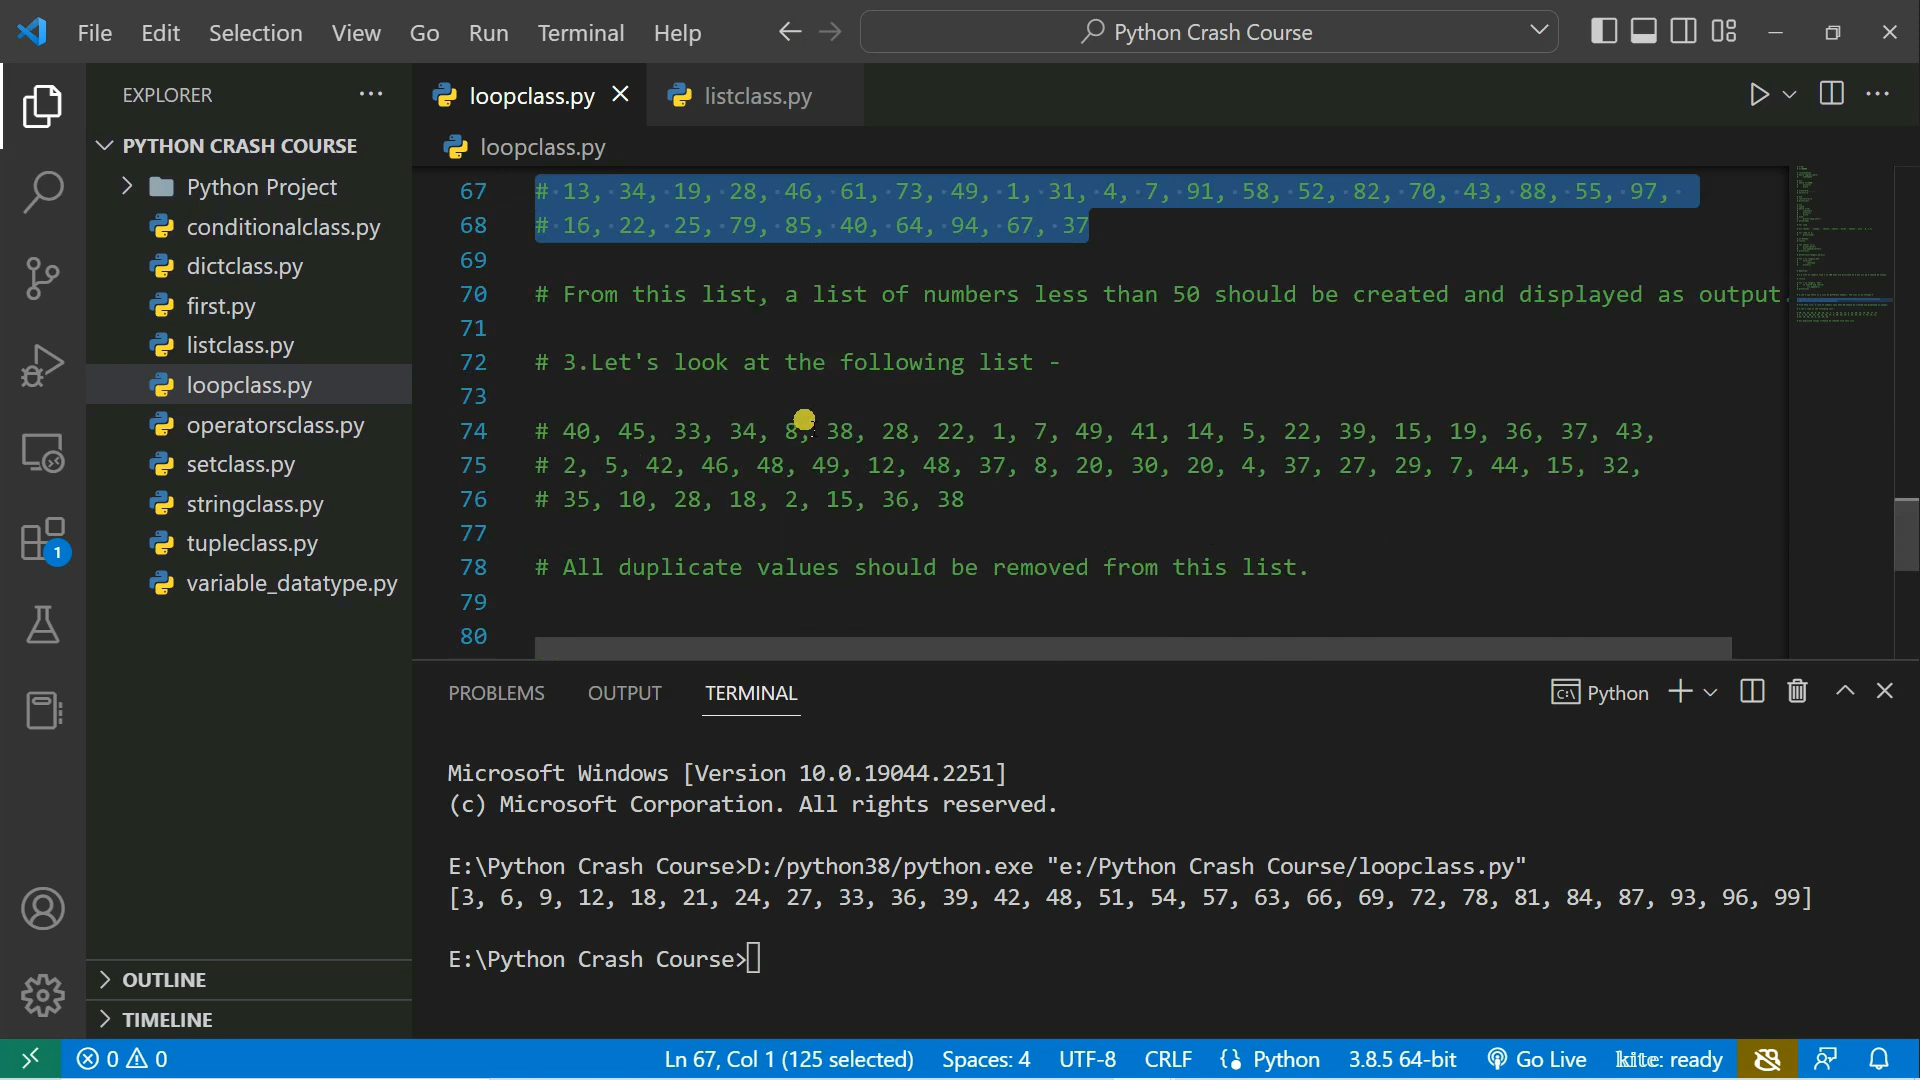 File Edit Selection View Go Run Terminal Help
Python Crash Course
EXPLORER
PYTHON CRASH COURSE
Python Project
conditionalclass.py
dictclass.py
first.py
listclass.py
loopclass.py
operatorsclass.py
setclass.py
stringclass.py
tupleclass.py
variable_datatype.py
OUTLINE
TIMELINE
1
loopclass.py
listclass.py
loopclass.py
67 # 13, 34, 19, 28, 46, 61, 73, 49, 1, 31, 4, 7, 91, 58, 52, 82, 70, 43, 88, 55, 97,
68 # 16, 22, 25, 79, 85, 40, 64, 94, 67, 37
69
70 # From this list, a list of numbers less than 50 should be created and displayed as output.
71
72 # 3.Let's look at the following list -
73
74 # 40, 45, 33, 34, 8, 38, 28, 22, 1, 7, 49, 41, 14, 5, 22, 39, 15, 19, 36, 37, 43,
75 # 2, 5, 42, 46, 48, 49, 12, 48, 37, 8, 20, 30, 20, 4, 37, 27, 29, 7, 44, 15, 32,
76 # 35, 10, 28, 18, 2, 15, 36, 38
77
78 # All duplicate values should be removed from this list.
79
80
PROBLEMS OUTPUT TERMINAL
Python
Microsoft Windows [Version 10.0.19044.2251]
(c) Microsoft Corporation. All rights reserved.
E:\Python Crash Course>D:/python38/python.exe "e:/Python Crash Course/loopclass.py"
[3, 6, 9, 12, 18, 21, 24, 27, 33, 36, 39, 42, 48, 51, 54, 57, 63, 66, 69, 72, 78, 81, 84, 87, 93, 96, 99]
E:\Python Crash Course>
0 0 Ln 67, Col 1 (125 selected) Spaces: 4 UTF-8 CRLF Python 3.8.5 64-bit Go Live kite: ready